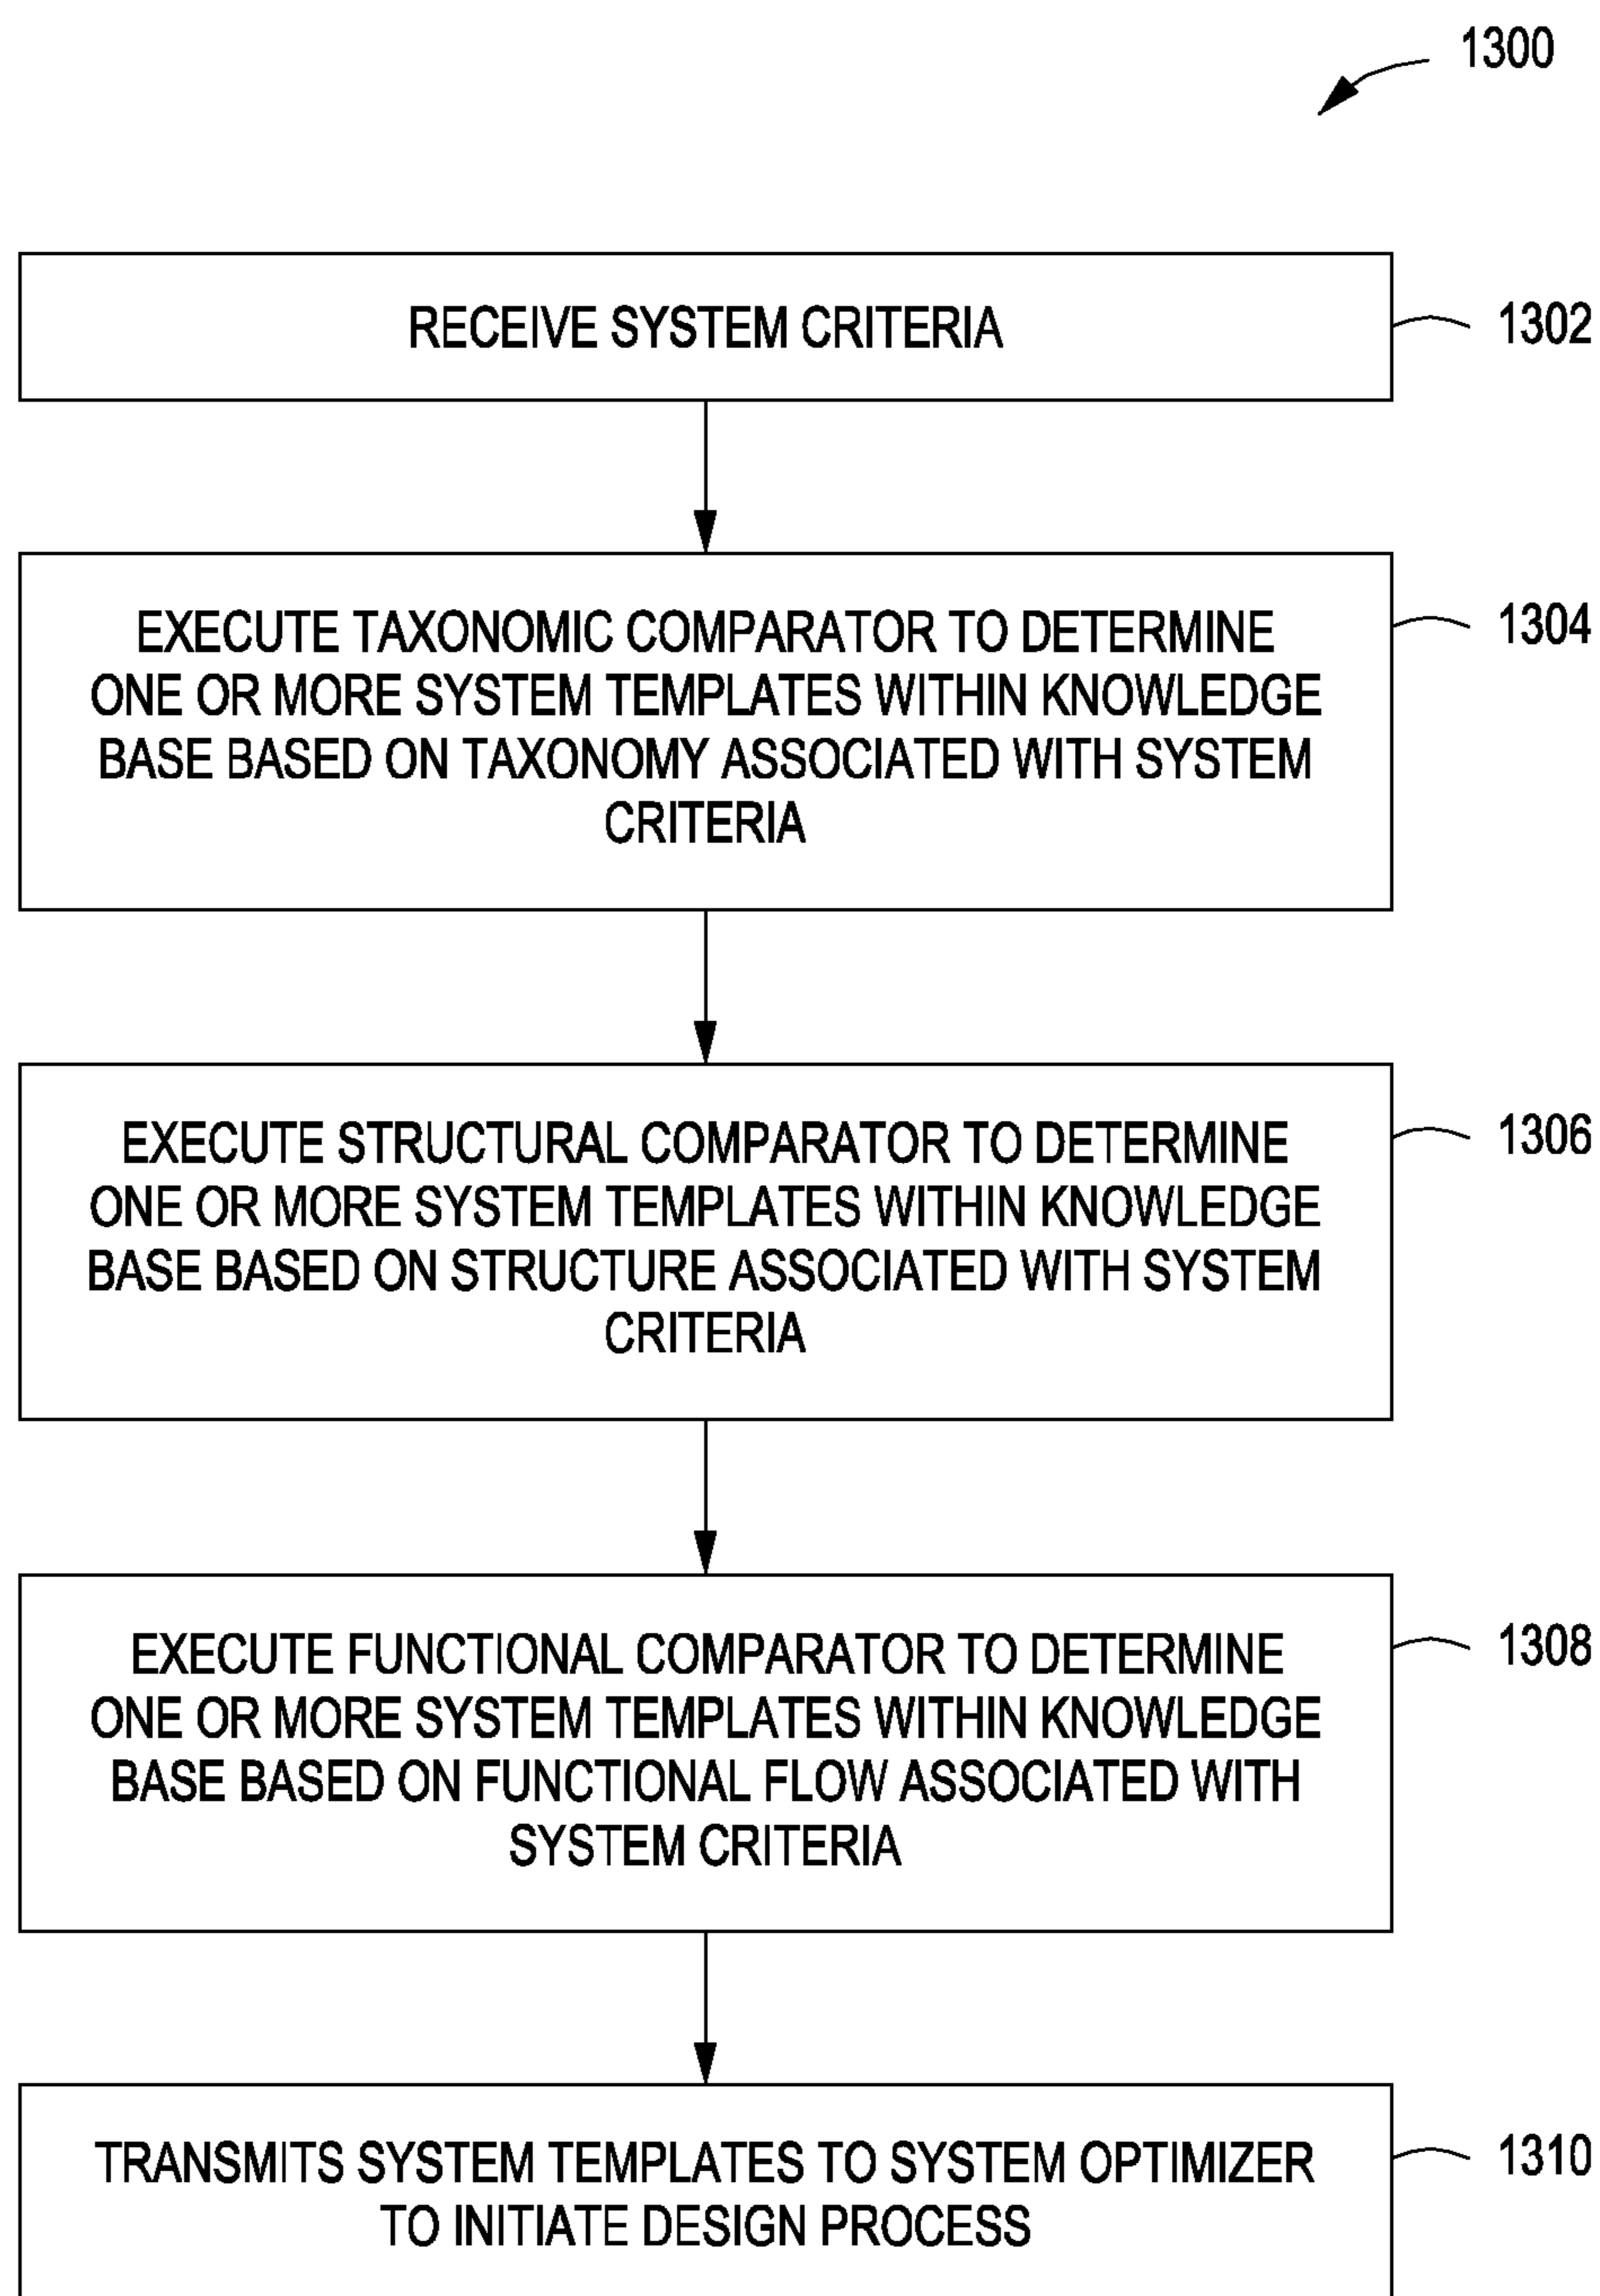 1300
RECEIVE SYSTEM CRITERIA
1302
EXECUTE TAXONOMIC COMPARATOR TO DETERMINE
ONE OR MORE SYSTEM TEMPLATES WITHIN KNOWLEDGE
BASE BASED ON TAXONOMY ASSOCIATED WITH SYSTEM
CRITERIA
1304
EXECUTE STRUCTURAL COMPARATOR TO DETERMINE
ONE OR MORE SYSTEM TEMPLATES WITHIN KNOWLEDGE
BASE BASED ON STRUCTURE ASSOCIATED WITH SYSTEM
CRITERIA
1306
EXECUTE FUNCTIONAL COMPARATOR TO DETERMINE
ONE OR MORE SYSTEM TEMPLATES WITHIN KNOWLEDGE
BASE BASED ON FUNCTIONAL FLOW ASSOCIATED WITH
SYSTEM CRITERIA
1308
TRANSMITS SYSTEM TEMPLATES TO SYSTEM OPTIMIZER
TO INITIATE DESIGN PROCESS
1310